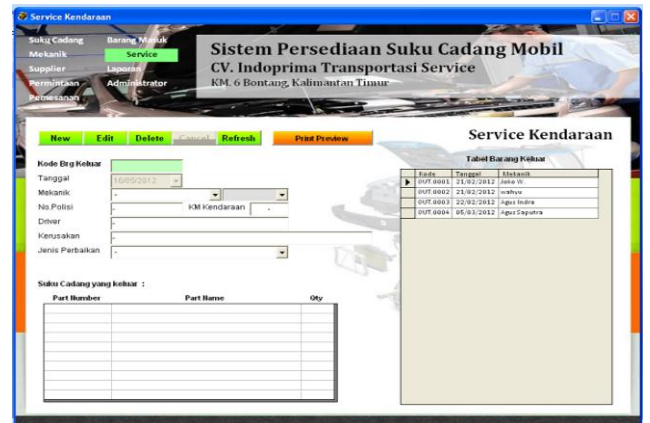 Service Kendaraan
Suku Cadang Barang Masuk
Mekanik Service
Supplier Laporan
Permintaan Administrator
Pemesanan
Sistem Persediaan Suku Cadang Mobil
CV. Indoprima Transportasi Service
KM. 6 Bontang, Kalimantan Timur
New Edit Delete Cancel Refresh Print Preview
Service Kendaraan
Kode Brg Keluar
Tanggal 16/05/2012
Mekanik -
No.Polisi - KM Kendaraan -
Driver -
Kerusakan -
Jenis Perbaikan -
Suku Cadang yang keluar :
Part Number Part Name Qty
Tabel Barang Keluar
Kode Tanggal Mekanik
OUT.0001 21/02/2012 Joko W.
OUT.0002 21/02/2012 wahyu
OUT.0003 22/02/2012 Agus Indra
OUT.0004 05/03/2012 Agus Saputra